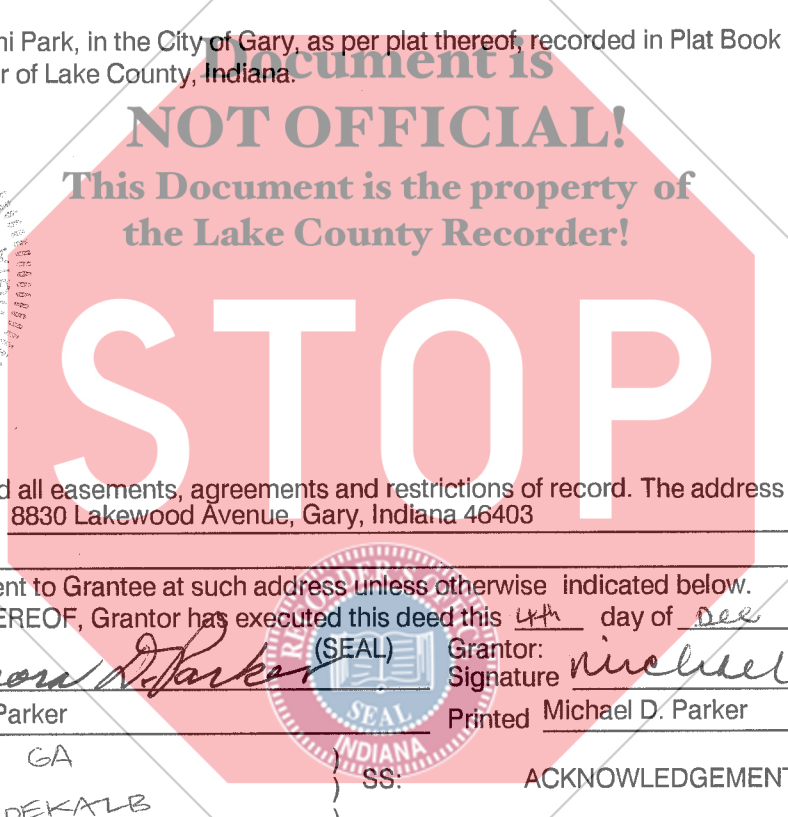 ni Park, in the City of Gary, as per plat thereof, recorded in Plat Book
r of Lake County, Indiana.
Document is
NOT OFFICIAL!
This Document is the property of
the Lake County Recorder!
STOP
d all easements, agreements and restrictions of record. The address
8830 Lakewood Avenue, Gary, Indiana 46403
ent to Grantee at such address unless otherwise indicated below.
EREOF, Grantor has executed this deed this 4th day of Dec
(SEAL) Grantor:
D. Parker Signature Michael
Parker Printed Michael D. Parker
RECORDER'S OFFICE
SEAL
INDIANA
GA
) SS: ACKNOWLEDGEMENT
DEKALB